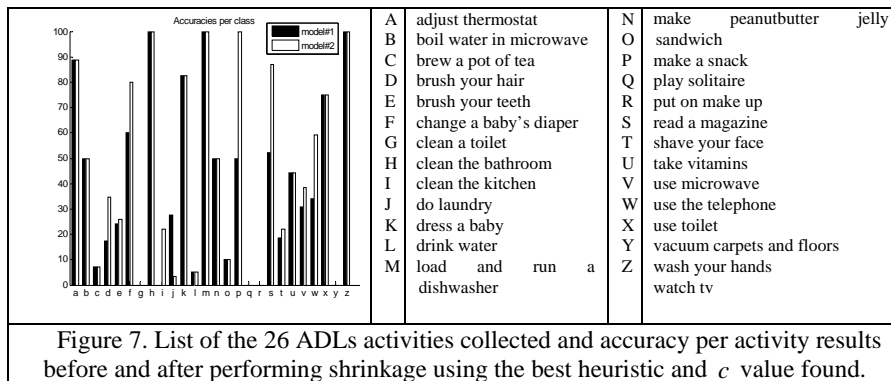 Accuracies per class
model#1
model#2
100
90
80
70
60
50
40
30
20
10
0
a b c d e f g h i j k l m n o p q r s t u v w x y z
A adjust thermostat
B boil water in microwave
C brew a pot of tea
D brush your hair
E brush your teeth
F change a baby's diaper
G clean a toilet
H clean the bathroom
I clean the kitchen
J do laundry
K dress a baby
L drink water
M load and run a
dishwasher
N make peanutbutter jelly
O sandwich
P make a snack
Q play solitaire
R put on make up
S read a magazine
T shave your face
U take vitamins
V use microwave
W use the telephone
X use toilet
Y vacuum carpets and floors
Z wash your hands
watch tv
Figure 7. List of the 26 ADLs activities collected and accuracy per activity results
before and after performing shrinkage using the best heuristic and c value found.